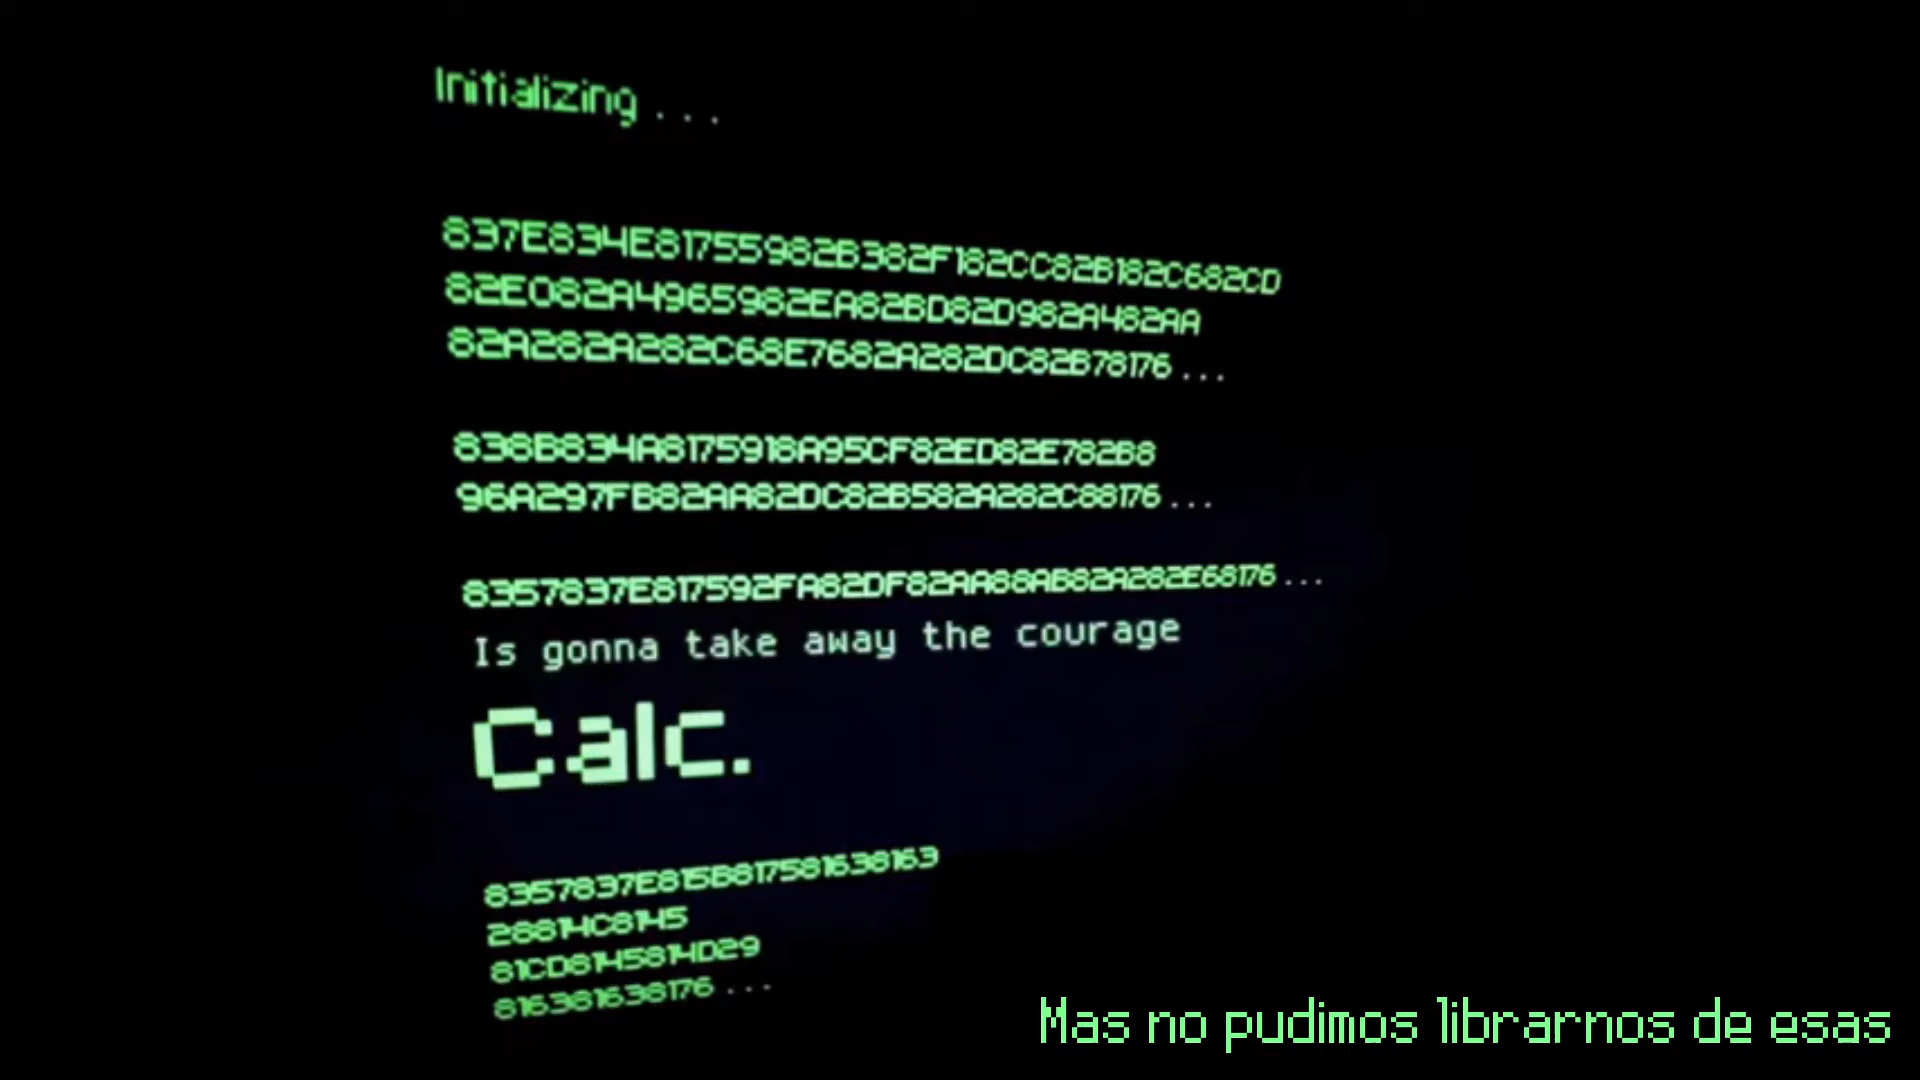 Initializing ...
837E834E81755982B382F182CC82B182C682CD
82E082A4965982EA82BD82D982A482AA
82A282A282C68E7682A282DC82B78176 ...
838B834A8175918A95CF82ED82E782B8
96A297FB82AA82DC82B582A282C88176 ...
8357837E817592FA82DF82AA88AB82A282E68176 ...
Is gonna take away the courage
Calc.
8357837E815B817581638163
28814C8145
81CD8145814D29
816381638176 ...
Mas no pudimos librarnos de esas